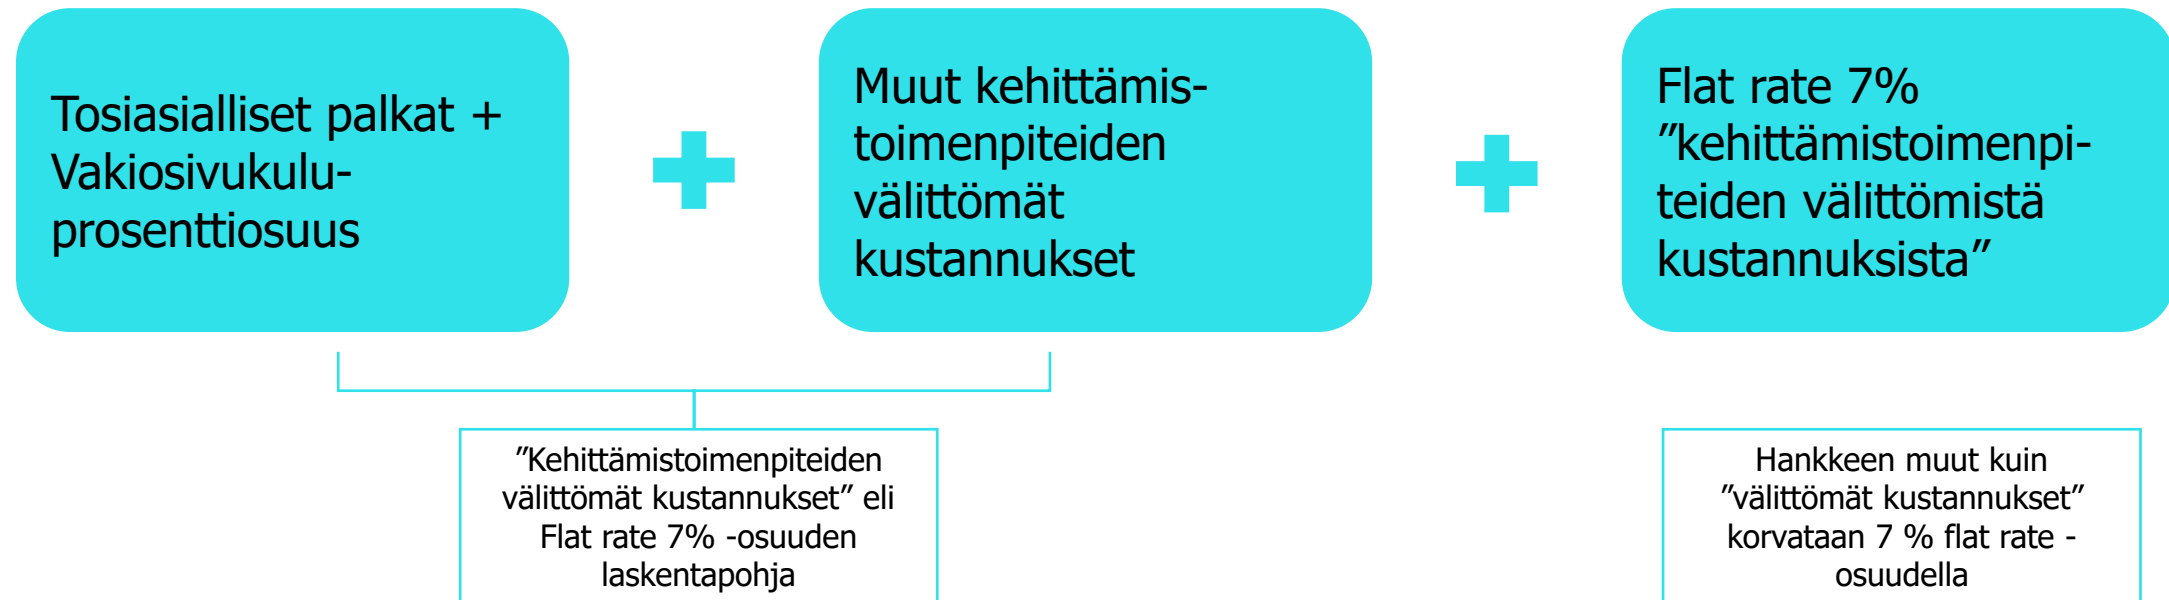 Tosiasialliset palkat +
Vakiosivukulu-
prosenttiosuus
Muut kehittämis-
toimenpiteiden
välittömät
kustannukset
Flat rate 7%
”kehittämistoimenpi-
teiden välittömistä
kustannuksista”
”Kehittämistoimenpiteiden
välittömät kustannukset” eli
Flat rate 7% -osuuden
laskentapohja
Hankkeen muut kuin
”välittömät kustannukset”
korvataan 7 % flat rate -
osuudella